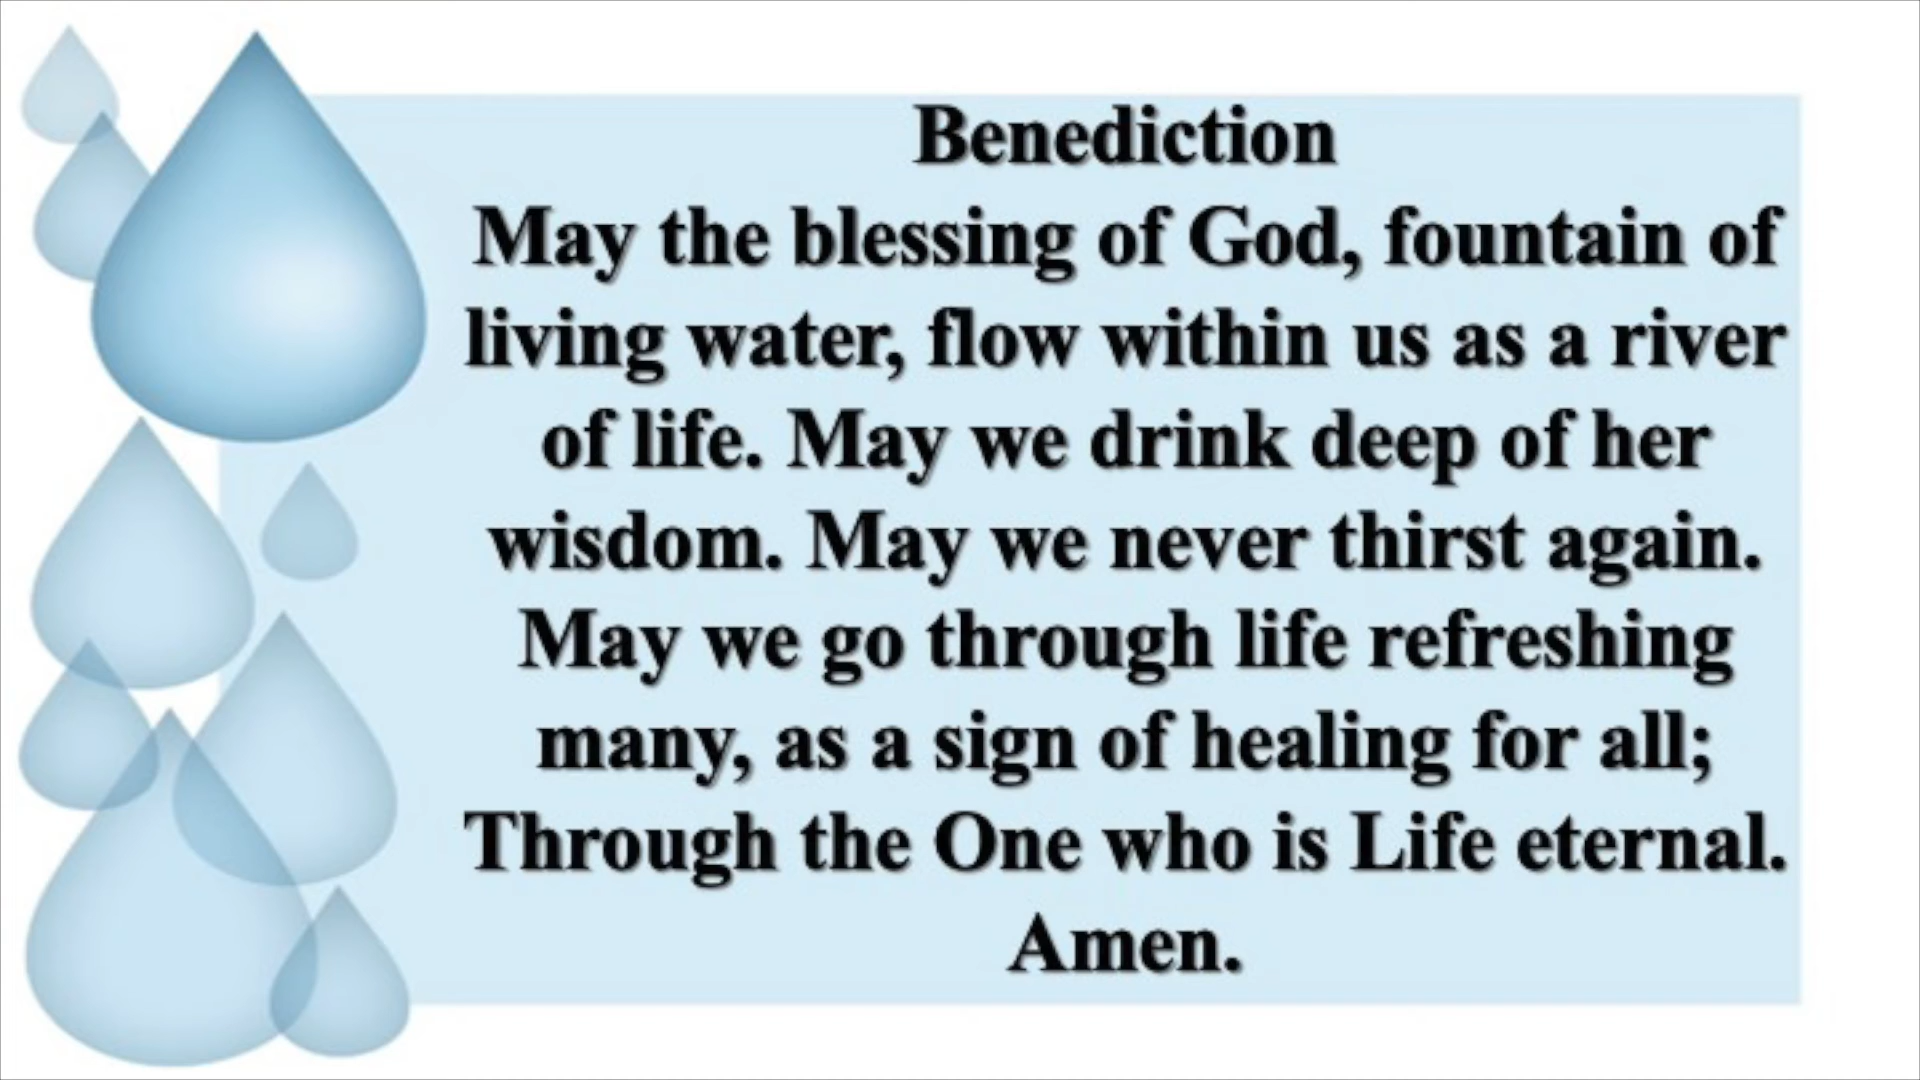 Benediction
May the blessing of God, fountain of
living water, flow within us as a river
of life. May we drink deep of her
wisdom. May we never thirst again.
May we go through life refreshing
many, as a sign of healing for all;
Through the One who is Life eternal.
Amen.